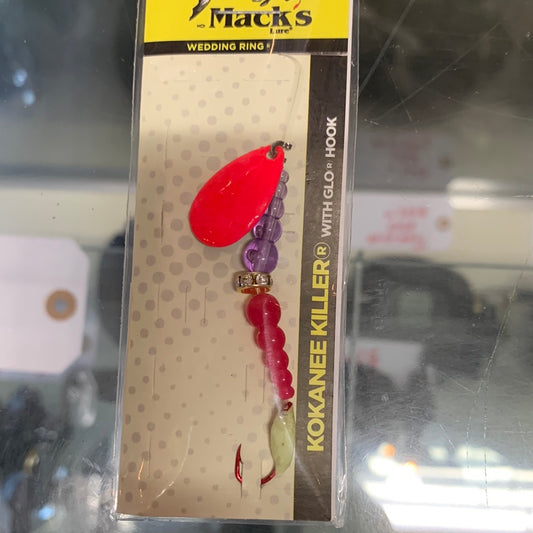 Mack's
Lure®
WEDDING RING®
KOKANEE KILLER® WITH GLO® HOOK